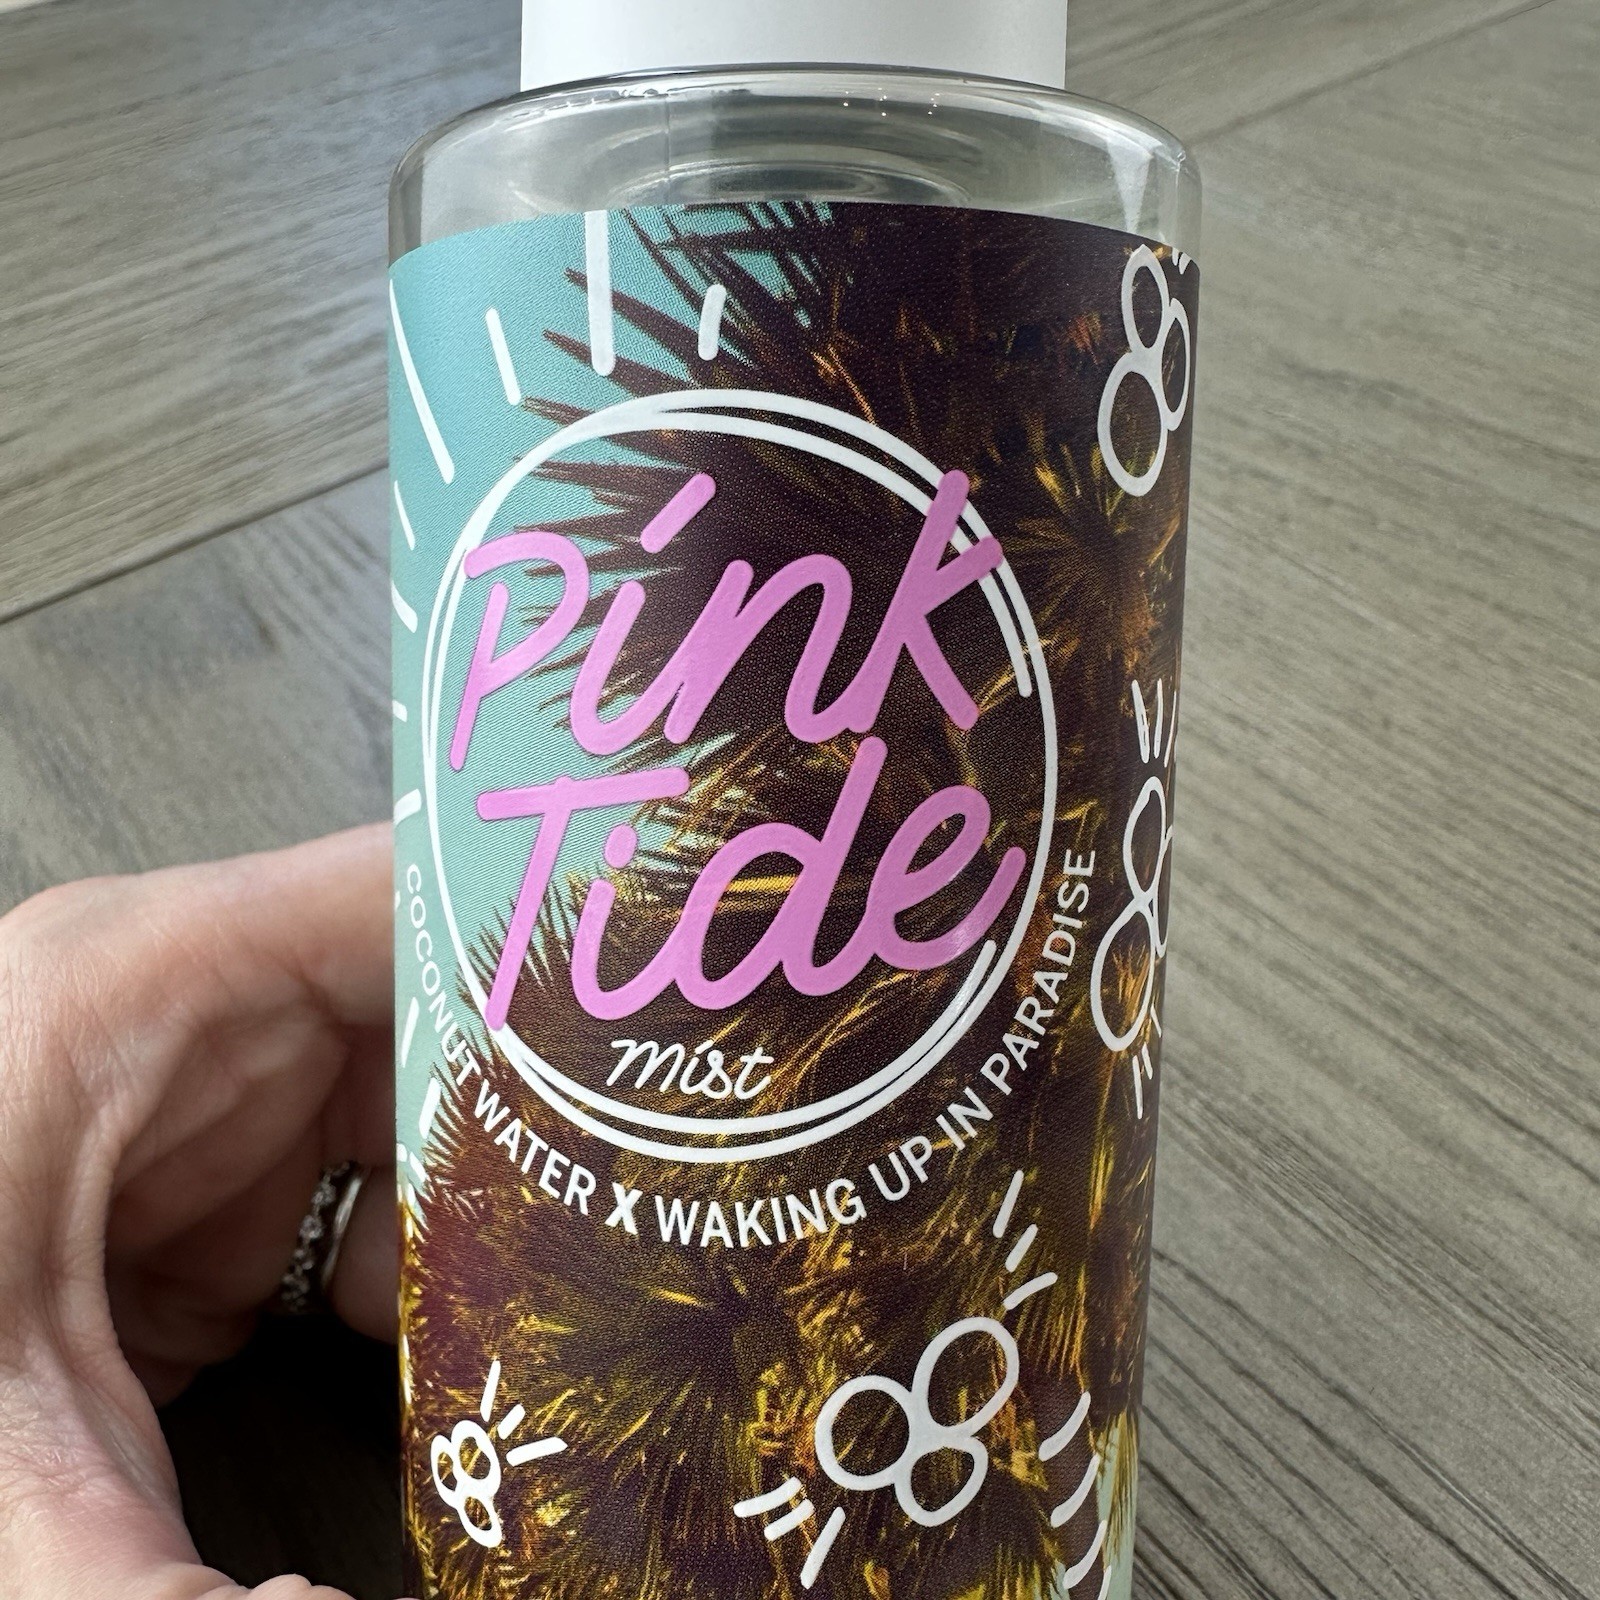 Pink
Tide
mist
COCONUT WATER X WAKING UP IN PARADISE